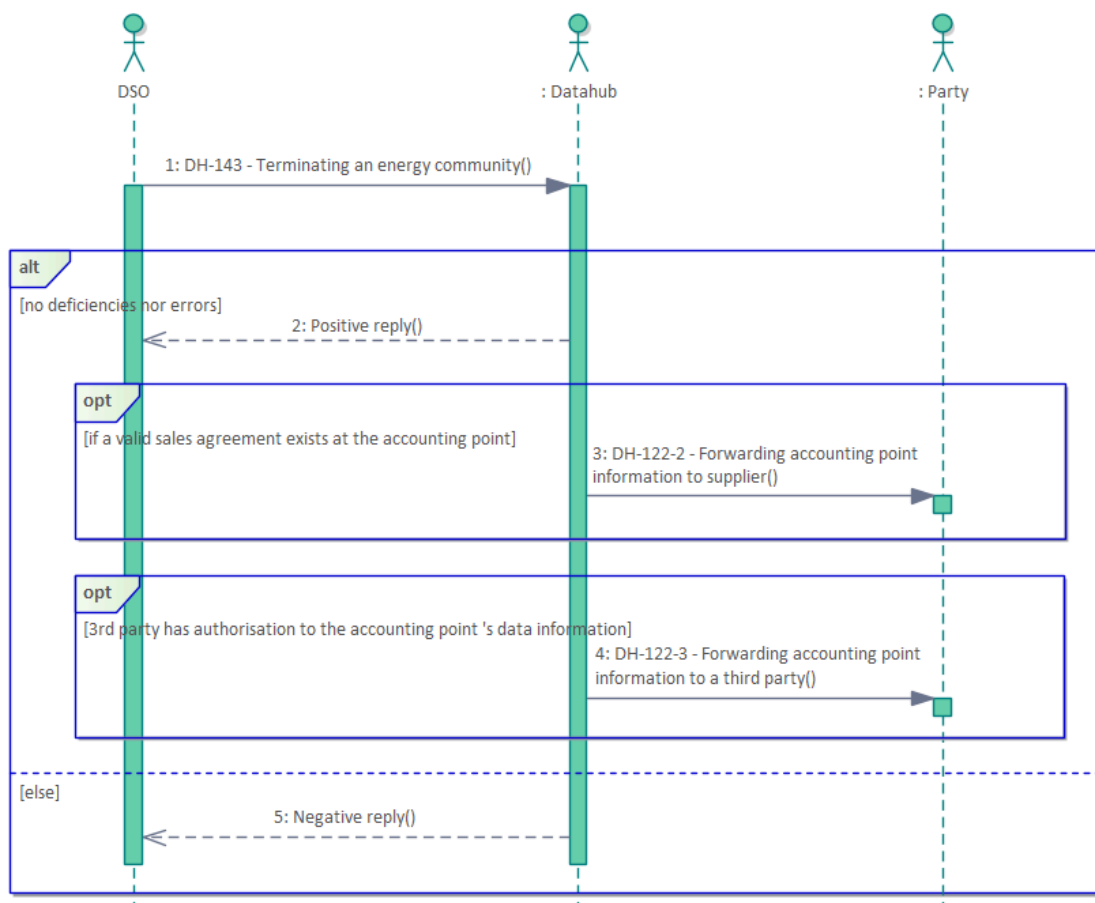 DSO
: Datahub
: Party
1: DH-143 - Terminating an energy community()
alt
[no deficiencies nor errors]
2: Positive reply()
opt
[if a valid sales agreement exists at the accounting point]
3: DH-122-2 - Forwarding accounting point
information to supplier()
opt
[3rd party has authorisation to the accounting point 's data information]
4: DH-122-3 - Forwarding accounting point
information to a third party()
[else]
5: Negative reply()